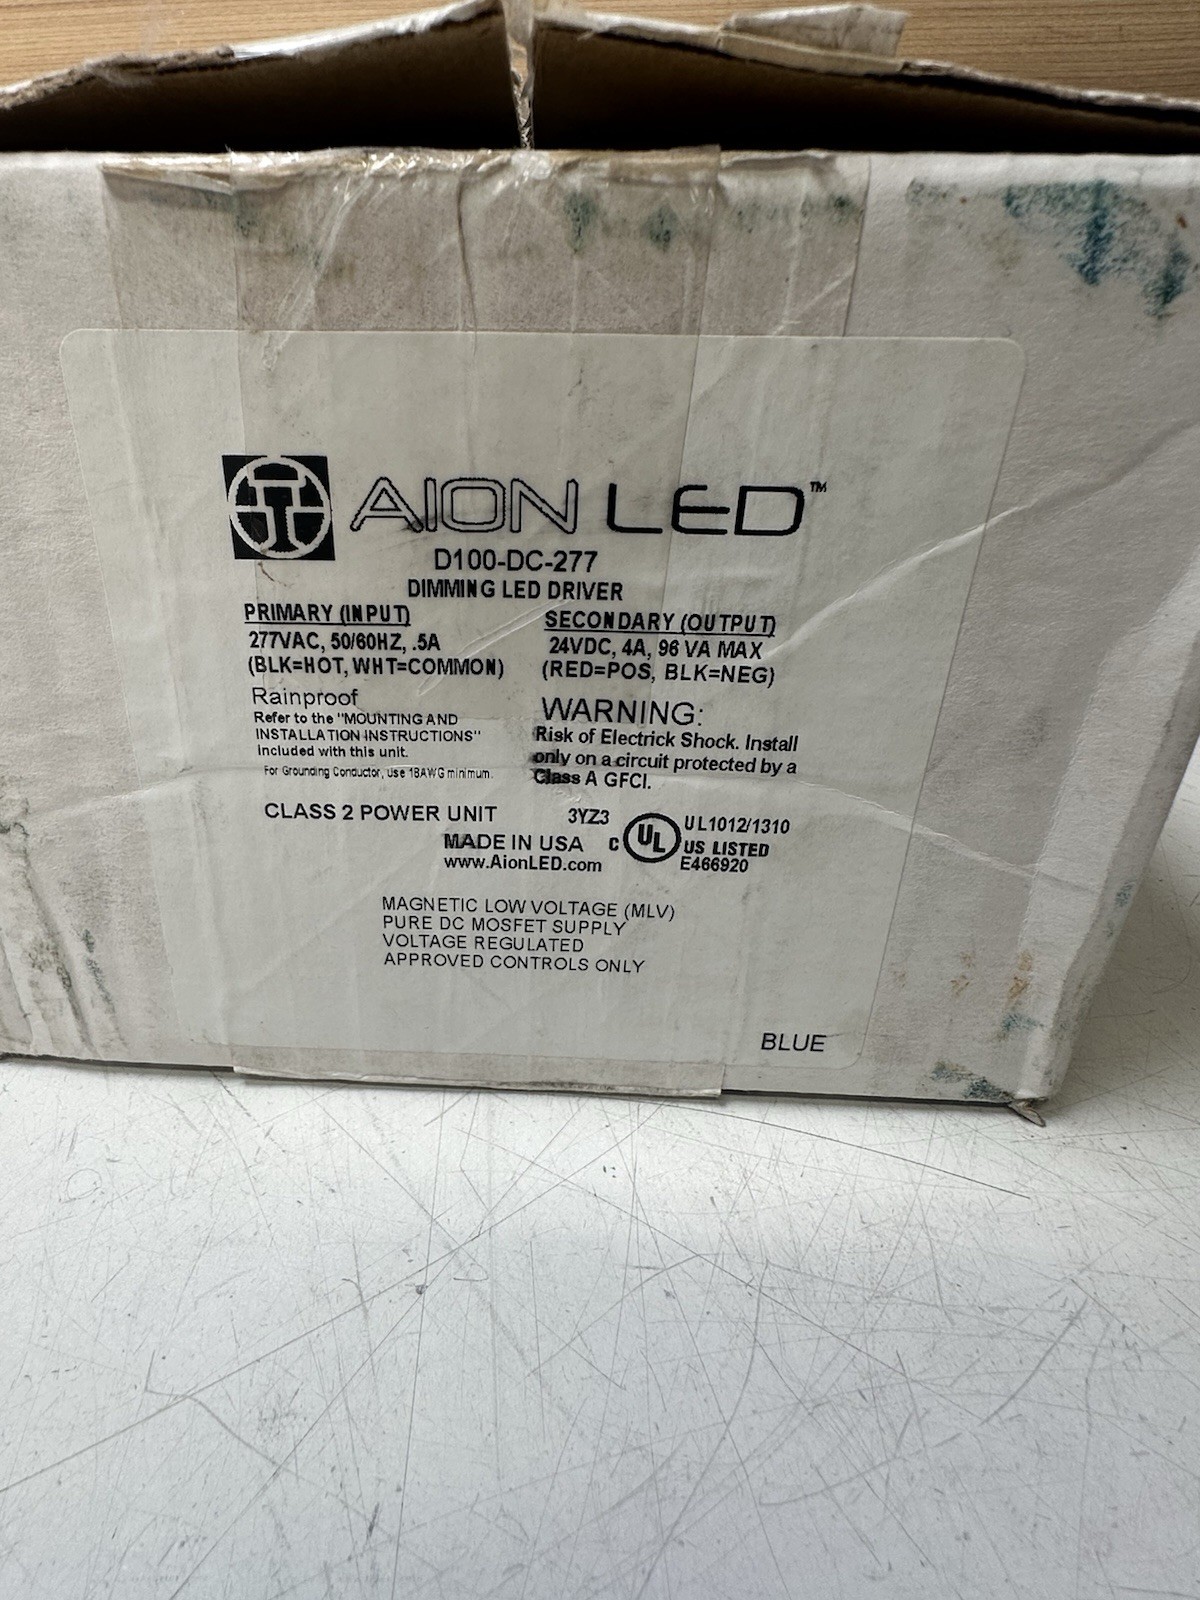 AION LED™
D100-DC-277
DIMMING LED DRIVER
PRIMARY (INPUT)
277VAC, 50/60HZ, .5A
(BLK=HOT, WHT=COMMON)
SECONDARY (OUTPUT)
24VDC, 4A, 96 VA MAX
(RED=POS, BLK=NEG)
Rainproof
Refer to the "MOUNTING AND
INSTALLATION INSTRUCTIONS"
included with this unit.
For Grounding Conductor, use 18AWG minimum.
WARNING:
Risk of Electrick Shock. Install
only on a circuit protected by a
Class A GFCI.
CLASS 2 POWER UNIT
3YZ3
MADE IN USA
www.AionLED.com
C UL
UL1012/1310
US LISTED
E466920
MAGNETIC LOW VOLTAGE (MLV)
PURE DC MOSFET SUPPLY
VOLTAGE REGULATED
APPROVED CONTROLS ONLY
BLUE